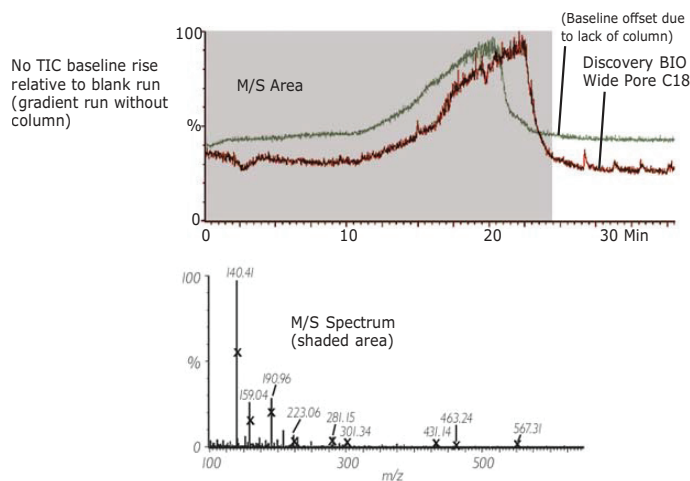 No TIC baseline rise
relative to blank run
(gradient run without
column)
100
%
0
M/S Area
(Baseline offset due
to lack of column)
Discovery BIO
Wide Pore C18
0
10
20
30 Min
100
%
0
140.41
M/S Spectrum
(shaded area)
159.04
190.96
223.06
281.15
301.34
431.14
463.24
567.31
100
300
500
m/z